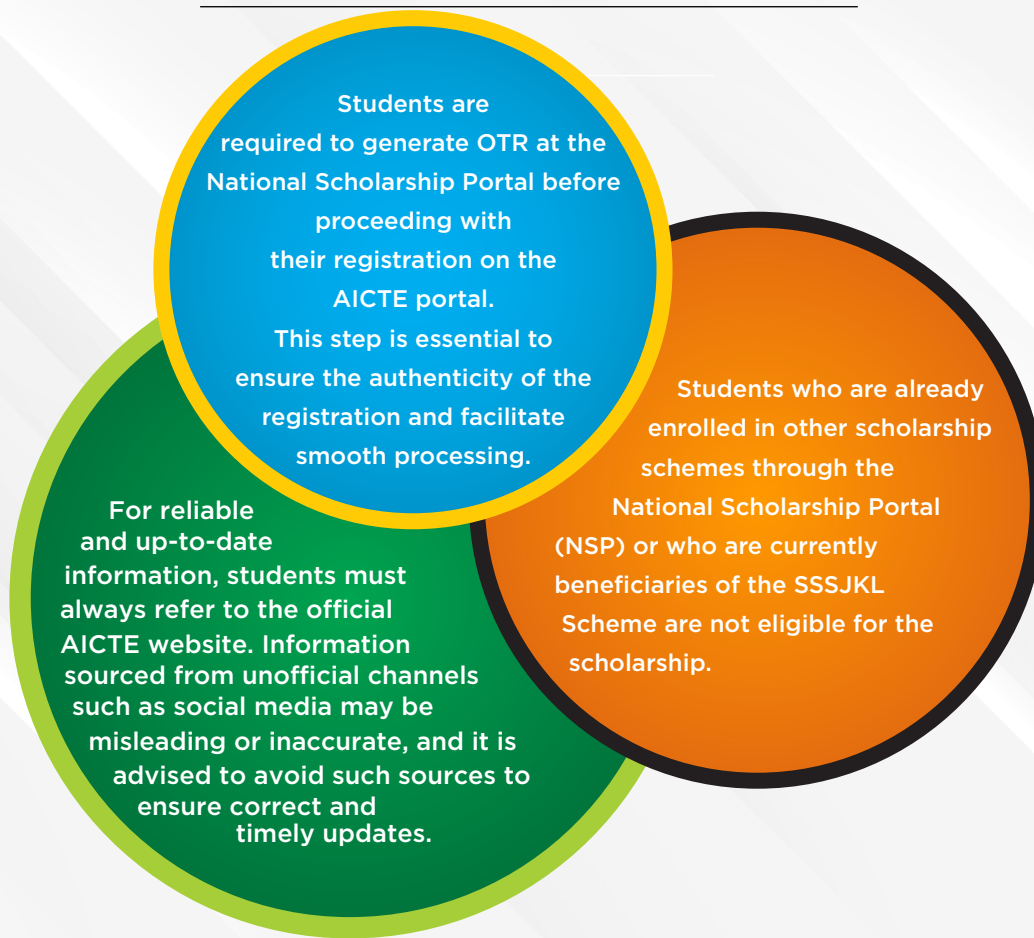 Students are
required to generate OTR at the
National Scholarship Portal before
proceeding with
their registration on the
AICTE portal.
This step is essential to
ensure the authenticity of the
registration and facilitate
smooth processing.
Students who are already
enrolled in other scholarship
schemes through the
National Scholarship Portal
(NSP) or who are currently
beneficiaries of the SSSJKL
Scheme are not eligible for the
scholarship.
For reliable
and up-to-date
information, students must
always refer to the official
AICTE website. Information
sourced from unofficial channels
such as social media may be
misleading or inaccurate, and it is
advised to avoid such sources to
ensure correct and
timely updates.